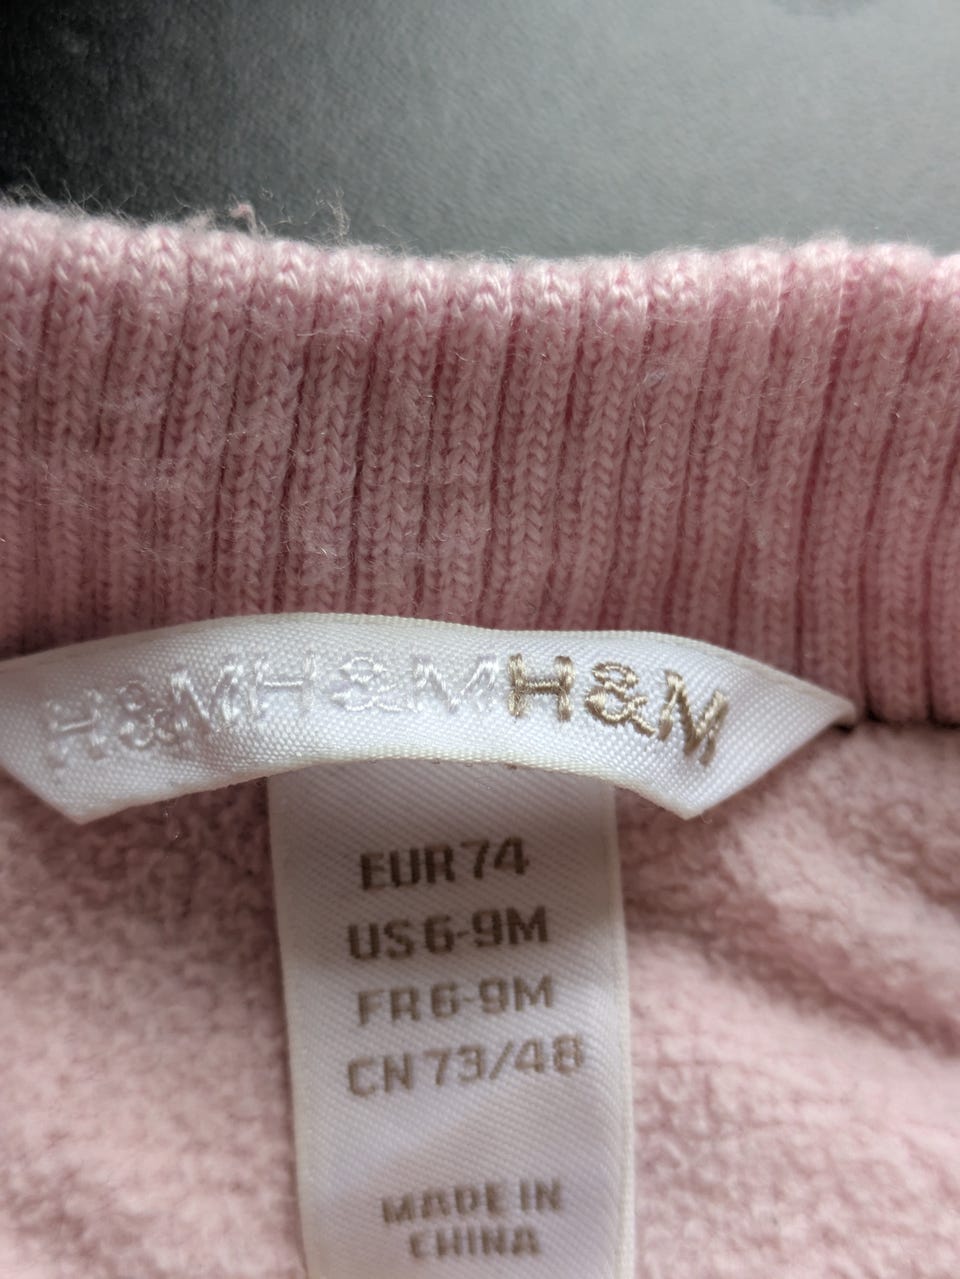 H&MH&MH&M
EUR 74
US 6-9M
FR 6-9M
CN 73/48
MADE IN
CHINA